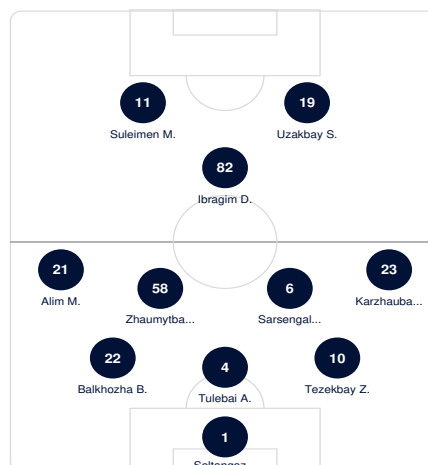 11
19
Suleimen M.
Uzakbay S.
82
Ibragim D.
21
23
Alim M.
Karzhauba...
58
6
Zhaumytba...
Sarsengal...
22
4
10
Balkhozha B.
Tulebai A.
Tezekbay Z.
1